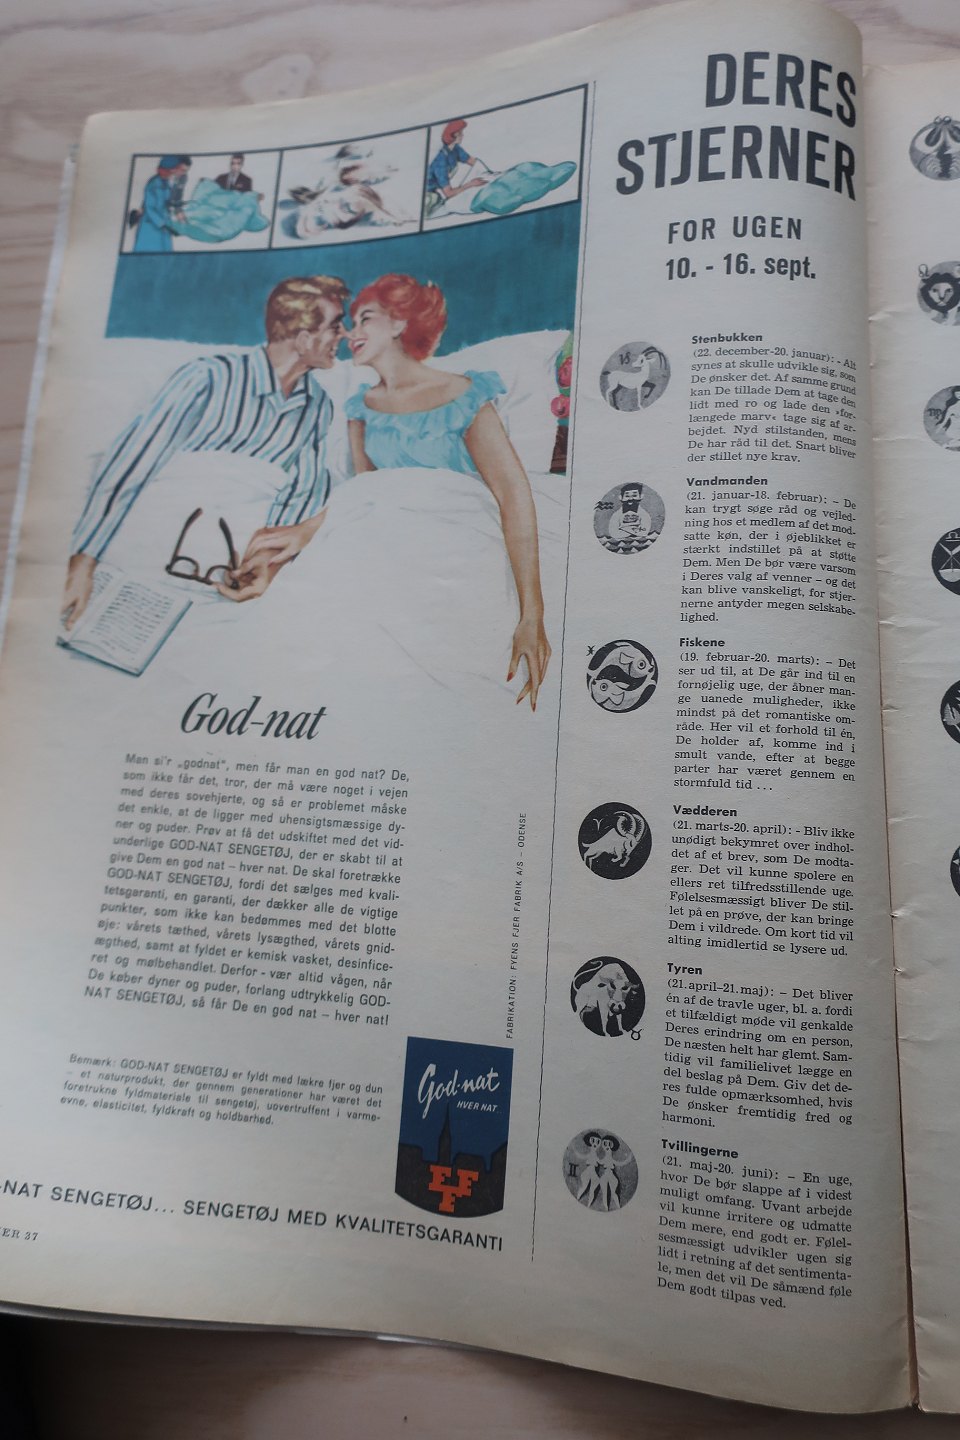 God-nat
Man si'r „godnat", men får man en god nat? De,
som ikke får det, tror, der må være noget i vejen
med deres sovehjerte, og så er problemet måske
det enkle, at de ligger med uhensigtsmæssige dy-
ner og puder. Prøv at få det udskiftet med det vid-
underlige GOD-NAT SENGETØJ, der er skabt til at
give Dem en god nat – hver nat. De skal foretrække
GOD-NAT SENGETØJ, fordi det sælges med kvali-
tetsgaranti, en garanti, der dækker alle de vigtige
punkter, som ikke kan bedømmes med det blotte
øje: vårets tæthed, vårets lysægthed, vårets gnid-
ægthed, samt at fyldet er kemisk vasket, desinfice-
ret og mølbehandlet. Derfor - vær altid vågen, når
De køber dyner og puder, forlang udtrykkelig GOD-
NAT SENGETØJ, så får De en god nat – hver nat!
Bemærk: GOD-NAT SENGETØJ er fyldt med lækre fjer og dun
– et naturprodukt, der gennem generationer har været det
foretrukne fyldmateriale til sengetøj, uovertruffent i varme-
evne, elasticitet, fyldkraft og holdbarhed.
FABRIKATION: FYENS FJER FABRIK A/S - ODENSE
God-nat
HVER NAT
EFF
-NAT SENGETØJ... SENGETØJ MED KVALITETSGARANTI
ER 37
DERES
STJERNER
FOR UGEN
10. - 16. sept.
Stenbukken
(22. december-20. januar): - Alt
synes at skulle udvikle sig, som
De ønsker det. Af samme grund
kan De tillade Dem at tage den
lidt med ro og lade den »for-
længede marv« tage sig af ar-
bejdet. Nyd stilstanden, mens
De har råd til det. Snart bliver
der stillet nye krav.
Vandmanden
(21. januar-18. februar): – De
kan trygt søge råd og vejled-
ning hos et medlem af det mod-
satte køn, der i øjeblikket er
stærkt indstillet på at støtte
Dem. Men De bør være varsom
i Deres valg af venner – og det
kan blive vanskeligt, for stjer-
nerne antyder megen selskabe-
lighed.
Fiskene
(19. februar-20. marts): – Det
ser ud til, at De går ind til en
fornøjelig uge, der åbner man-
ge uanede muligheder, ikke
mindst på det romantiske om-
råde. Her vil et forhold til én,
De holder af, komme ind i
smult vande, efter at begge
parter har været gennem en
stormfuld tid ...
Vædderen
(21. marts-20. april): - Bliv ikke
unødigt bekymret over indhol-
det af et brev, som De modta-
ger. Det vil kunne spolere en
ellers ret tilfredsstillende uge.
Følelsesmæssigt bliver De stil-
let på en prøve, der kan bringe
Dem i vildrede. Om kort tid vil
alting imidlertid se lysere ud.
Tyren
(21. april–21. maj): – Det bliver
én af de travle uger, bl. a. fordi
et tilfældigt møde vil genkalde
Deres erindring om en person,
De næsten helt har glemt. Sam-
tidig vil familielivet lægge en
del beslag på Dem. Giv det de-
res fulde opmærksomhed, hvis
De ønsker fremtidig fred og
harmoni.
Tvillingerne
(21. maj-20. juni): – En uge,
hvor De bør slappe af i videst
muligt omfang. Uvant arbejde
vil kunne irritere og udmatte
Dem mere, end godt er. Følel-
sesmæssigt udvikler ugen sig
lidt i retning af det sentimenta-
le, men det vil De såmænd føle
Dem godt tilpas ved.